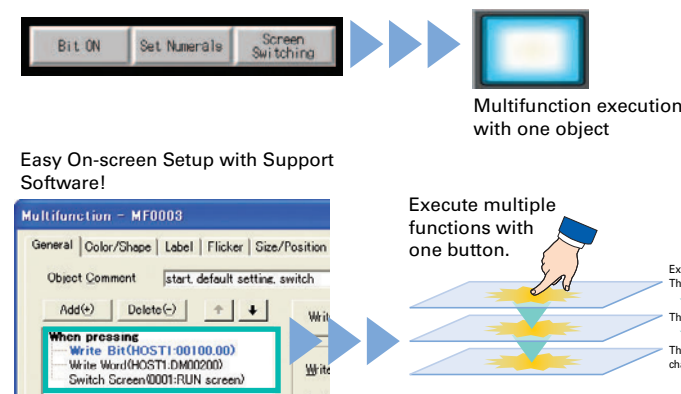 Bit ON
Set Numerals
Screen
Switching
Multifunction execution
with one object
Easy On-screen Setup with Support
Software!
Multifunction - MF0003
General Color/Shape Label Flicker Size/Position
Object Comment start, default setting, switch
Add(+) Delete(-)
When pressing
Write Bit(HOST1:00100.00)
Write Word(HOST1:DM00200)
Switch Screen(0001:RUN screen)
Execute multiple
functions with
one button.